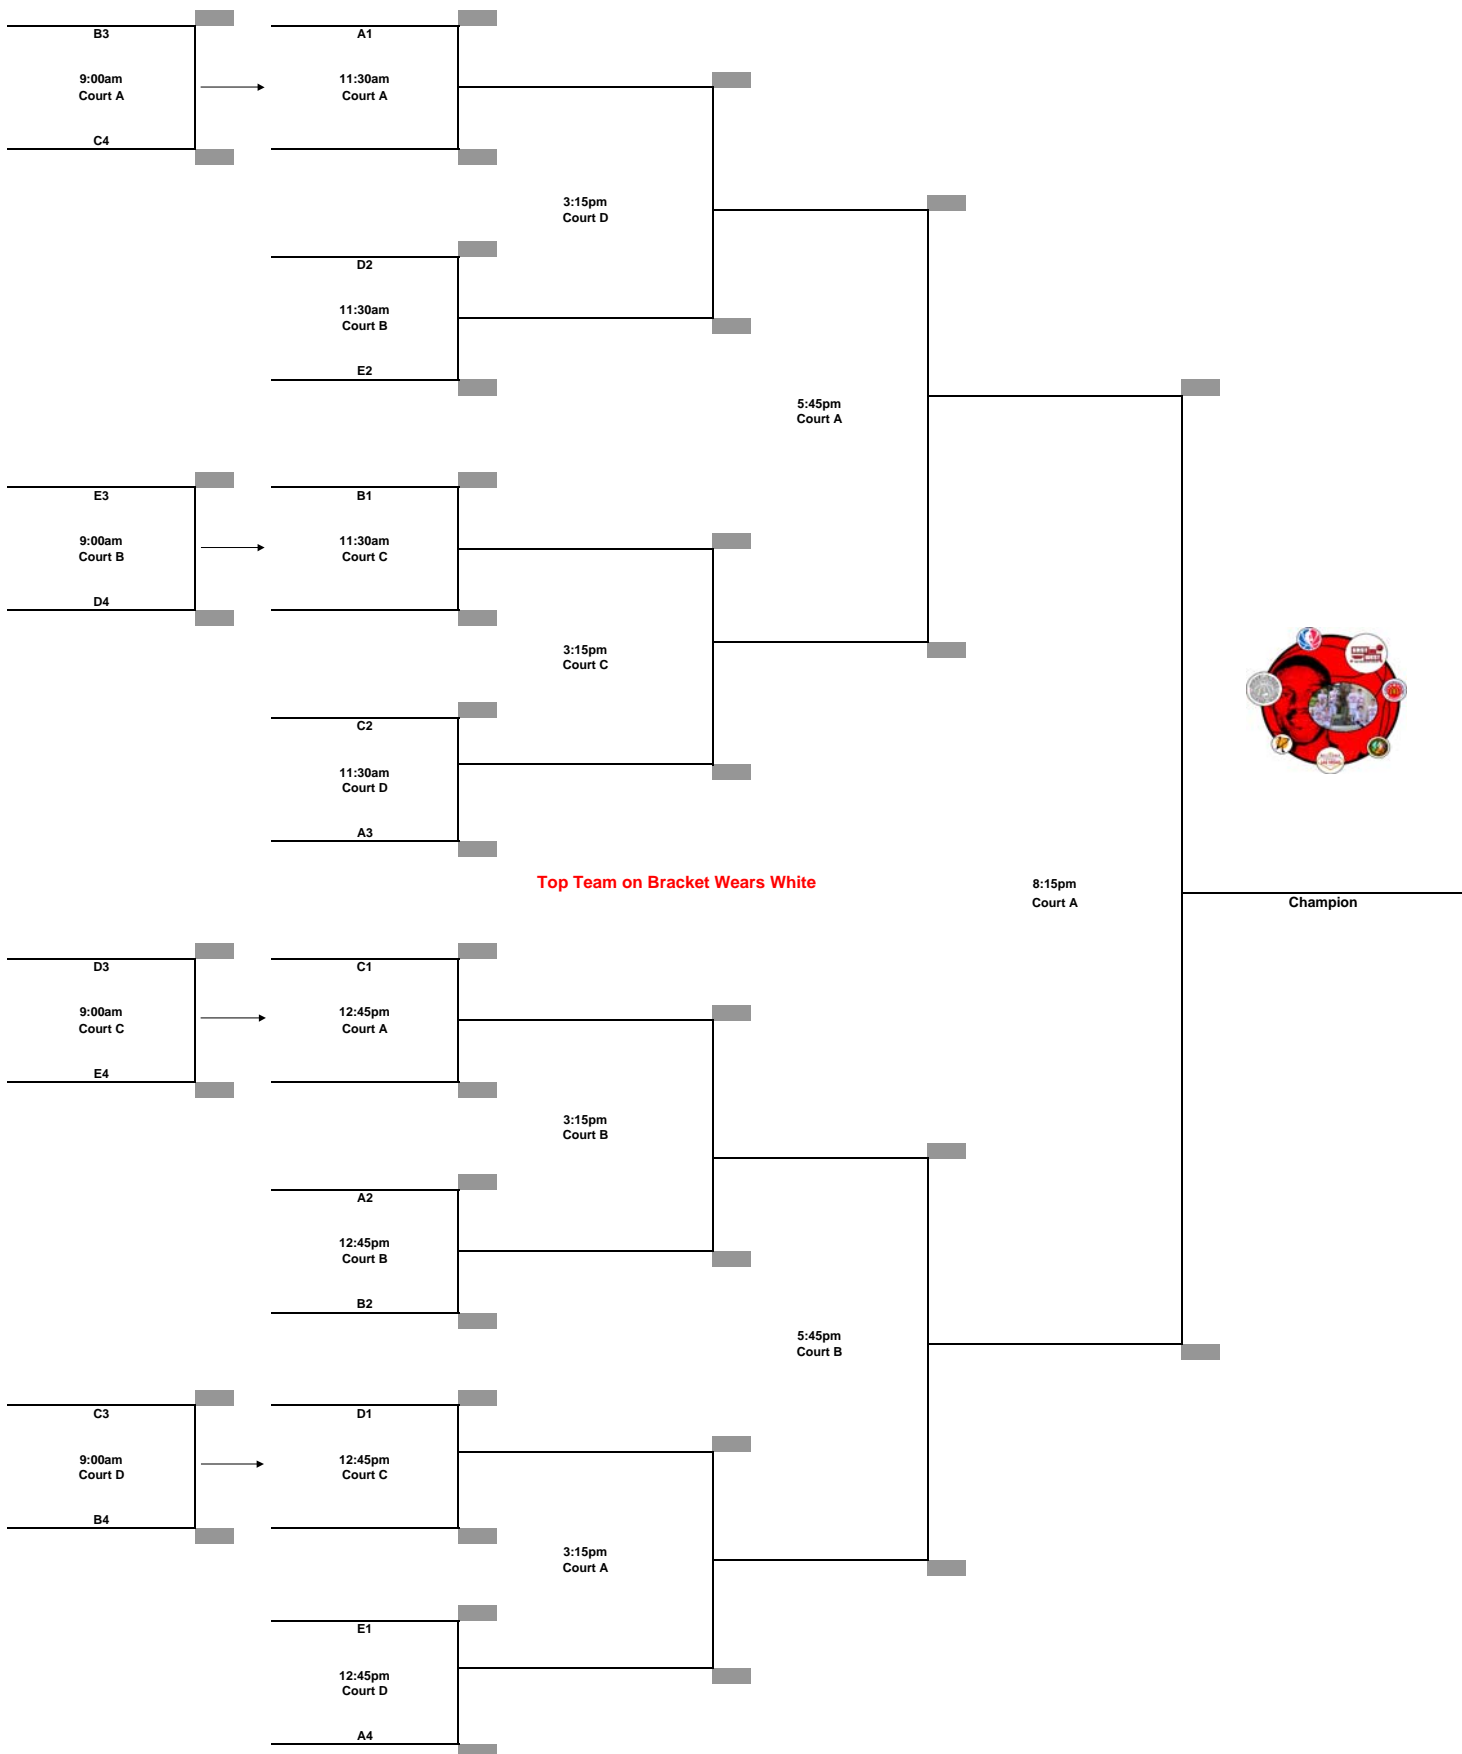 B3
9:00am
Court A
C4
A1
11:30am
Court A
3:15pm
Court D
D2
11:30am
Court B
E2
5:45pm
Court A
E3
9:00am
Court B
D4
B1
11:30am
Court C
3:15pm
Court C
C2
11:30am
Court D
A3
Top Team on Bracket Wears White
8:15pm
Court A
Champion
D3
9:00am
Court C
E4
C1
12:45pm
Court A
3:15pm
Court B
A2
12:45pm
Court B
B2
5:45pm
Court B
C3
9:00am
Court D
B4
D1
12:45pm
Court C
3:15pm
Court A
E1
12:45pm
Court D
A4